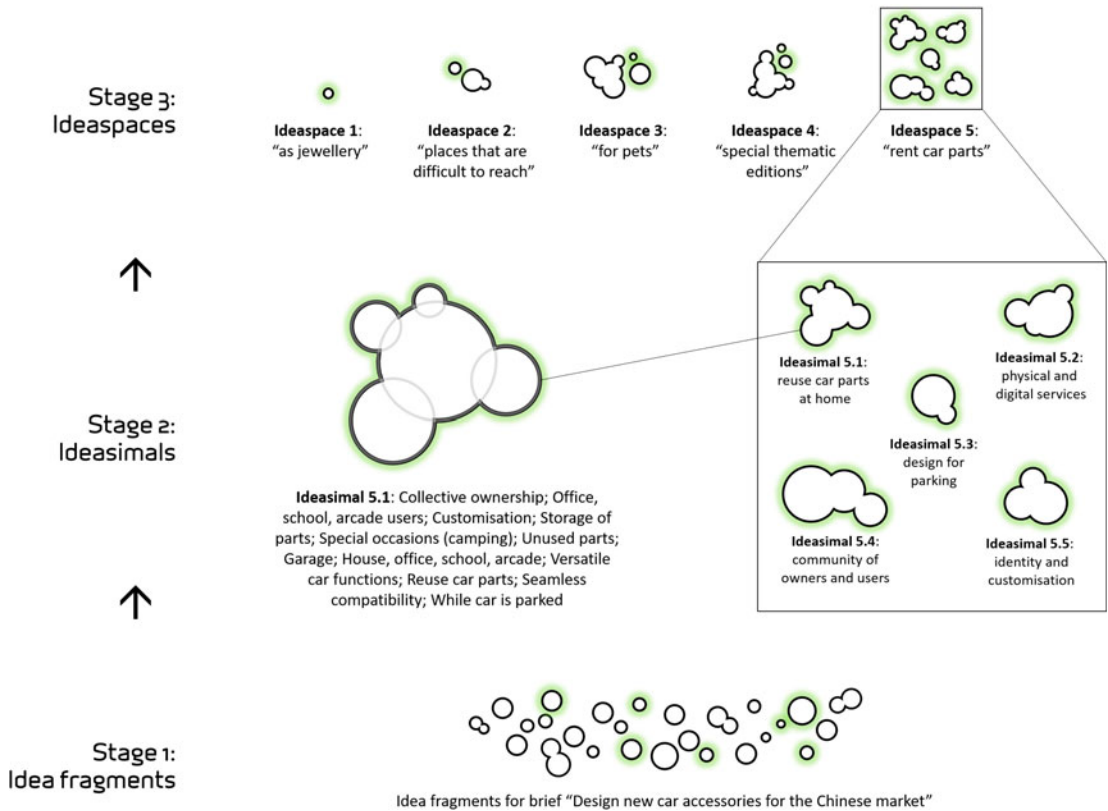 Stage 3:
Ideaspaces
Ideaspace 1:
“as jewellery”
Ideaspace 2:
“places that are
difficult to reach”
Ideaspace 3:
“for pets”
Ideaspace 4:
“special thematic
editions”
Ideaspace 5:
“rent car parts”
Stage 2:
Ideasimals
Ideasimal 5.1: Collective ownership; Office,
school, arcade users; Customisation; Storage of
parts; Special occasions (camping); Unused parts;
Garage; House, office, school, arcade; Versatile
car functions; Reuse car parts; Seamless
compatibility; While car is parked
Ideasimal 5.1:
reuse car parts
at home
Ideasimal 5.2:
physical and
digital services
Ideasimal 5.3:
design for
parking
Ideasimal 5.4:
community of
owners and users
Ideasimal 5.5:
identity and
customisation
Stage 1:
Idea fragments
Idea fragments for brief “Design new car accessories for the Chinese market”